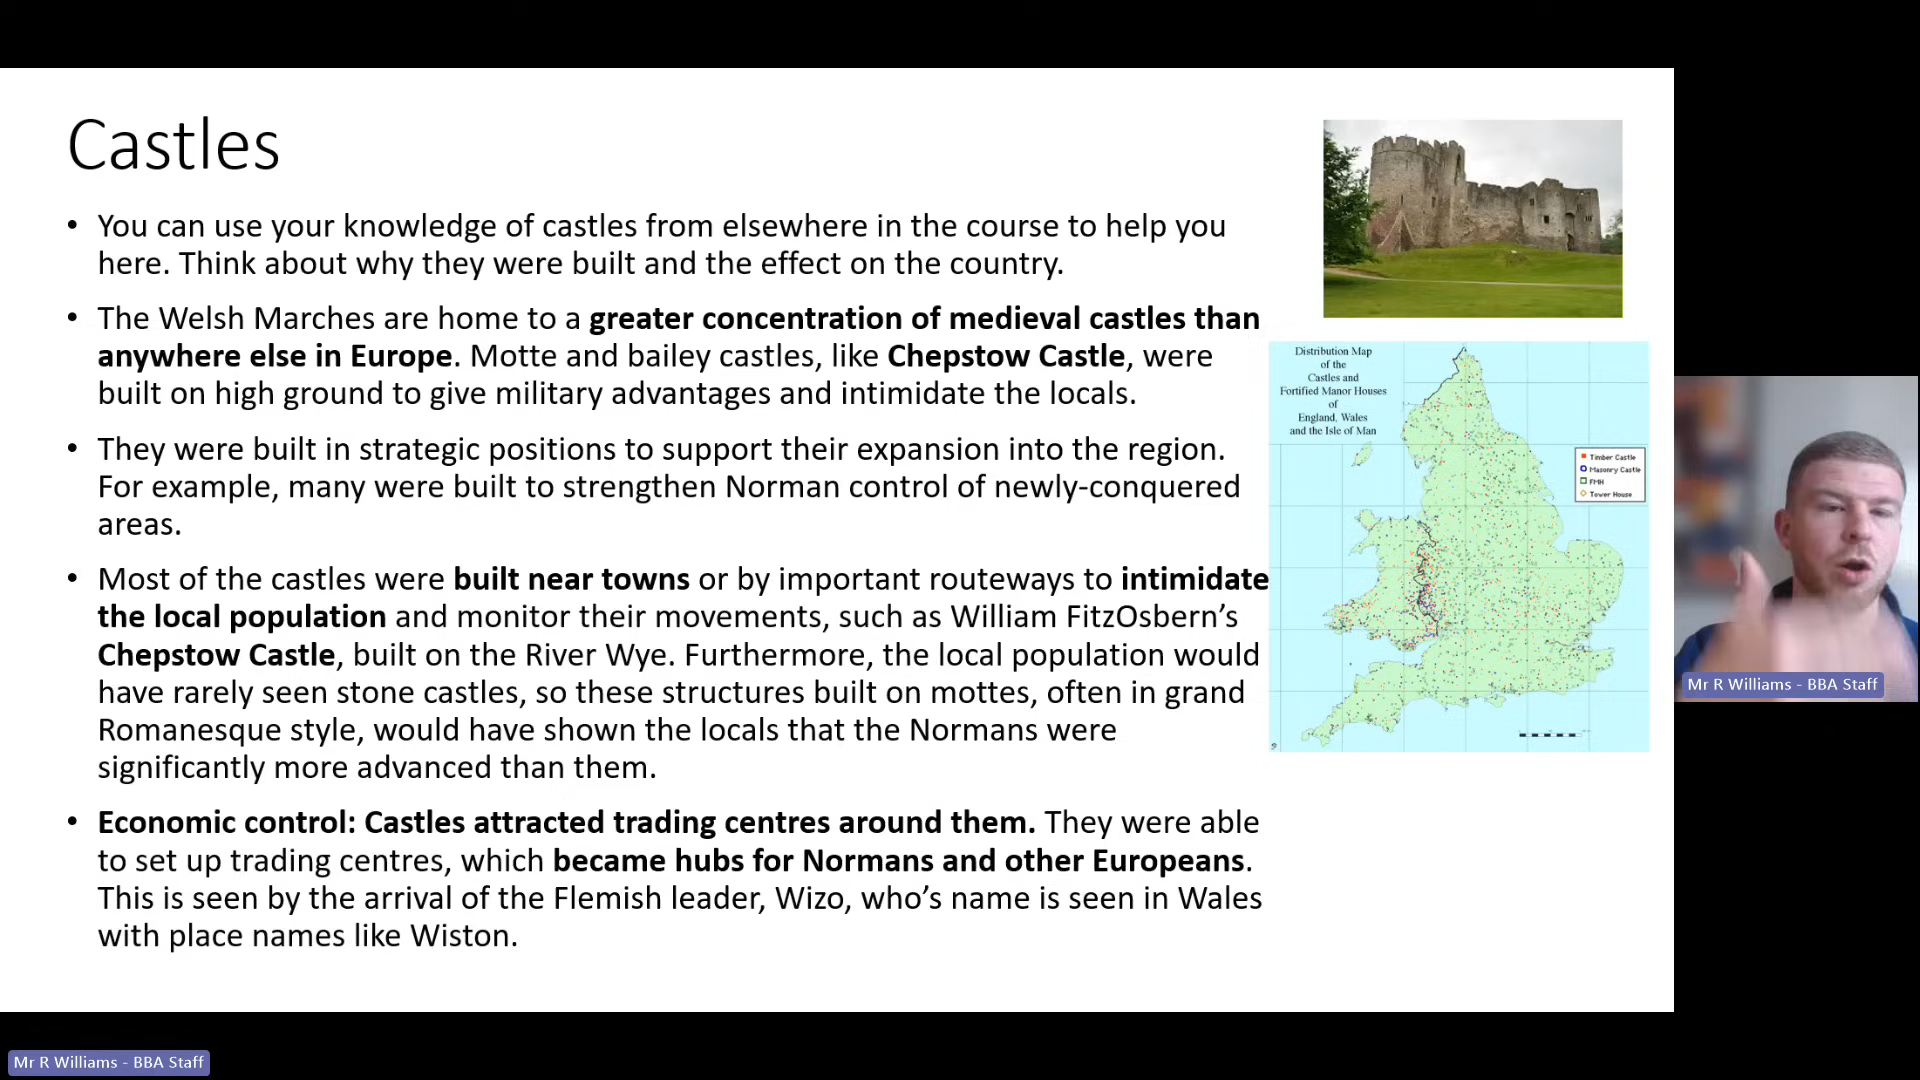 Castles
• You can use your knowledge of castles from elsewhere in the course to help you
here. Think about why they were built and the effect on the country.
• The Welsh Marches are home to a greater concentration of medieval castles than
anywhere else in Europe. Motte and bailey castles, like Chepstow Castle, were
built on high ground to give military advantages and intimidate the locals.
• They were built in strategic positions to support their expansion into the region.
For example, many were built to strengthen Norman control of newly-conquered
areas.
• Most of the castles were built near towns or by important routeways to intimidate
the local population and monitor their movements, such as William FitzOsbern’s
Chepstow Castle, built on the River Wye. Furthermore, the local population would
have rarely seen stone castles, so these structures built on mottes, often in grand
Romanesque style, would have shown the locals that the Normans were
significantly more advanced than them.
• Economic control: Castles attracted trading centres around them. They were able
to set up trading centres, which became hubs for Normans and other Europeans.
This is seen by the arrival of the Flemish leader, Wizo, who’s name is seen in Wales
with place names like Wiston.
Distribution Map
of the
Castles and
Fortified Manor Houses
of
England, Wales
and the Isle of Man
Timber Castle
Masonry Castle
FMH
Tower House
Mr R Williams - BBA Staff
Mr R Williams - BBA Staff